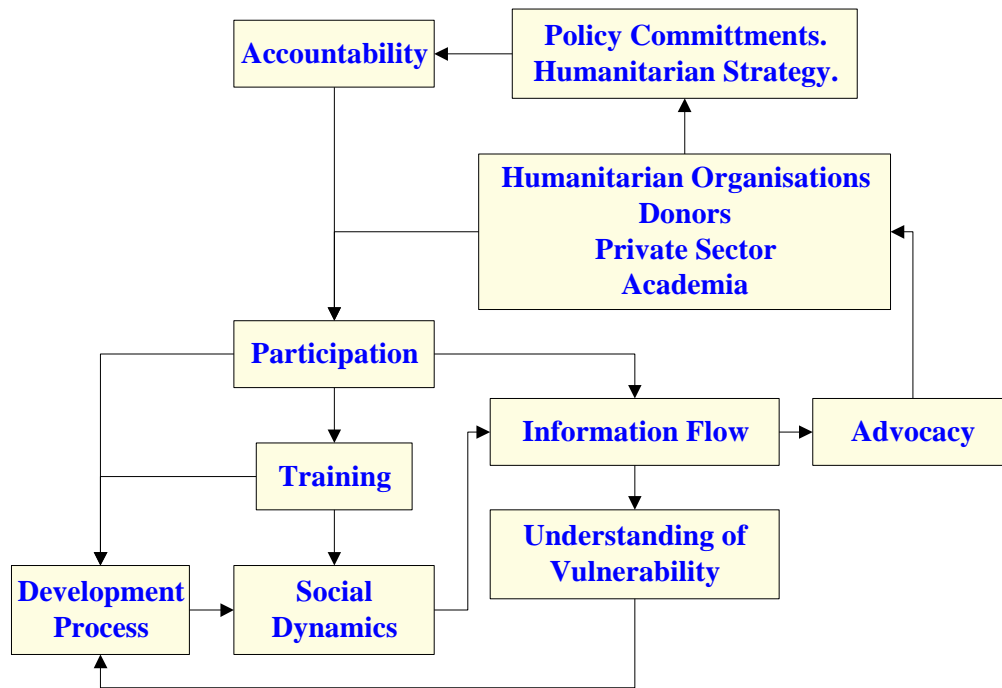 Accountability
Policy Committments.
Humanitarian Strategy.
Humanitarian Organisations
Donors
Private Sector
Academia
Participation
Information Flow
Advocacy
Training
Understanding of
Vulnerability
Development
Process
Social
Dynamics